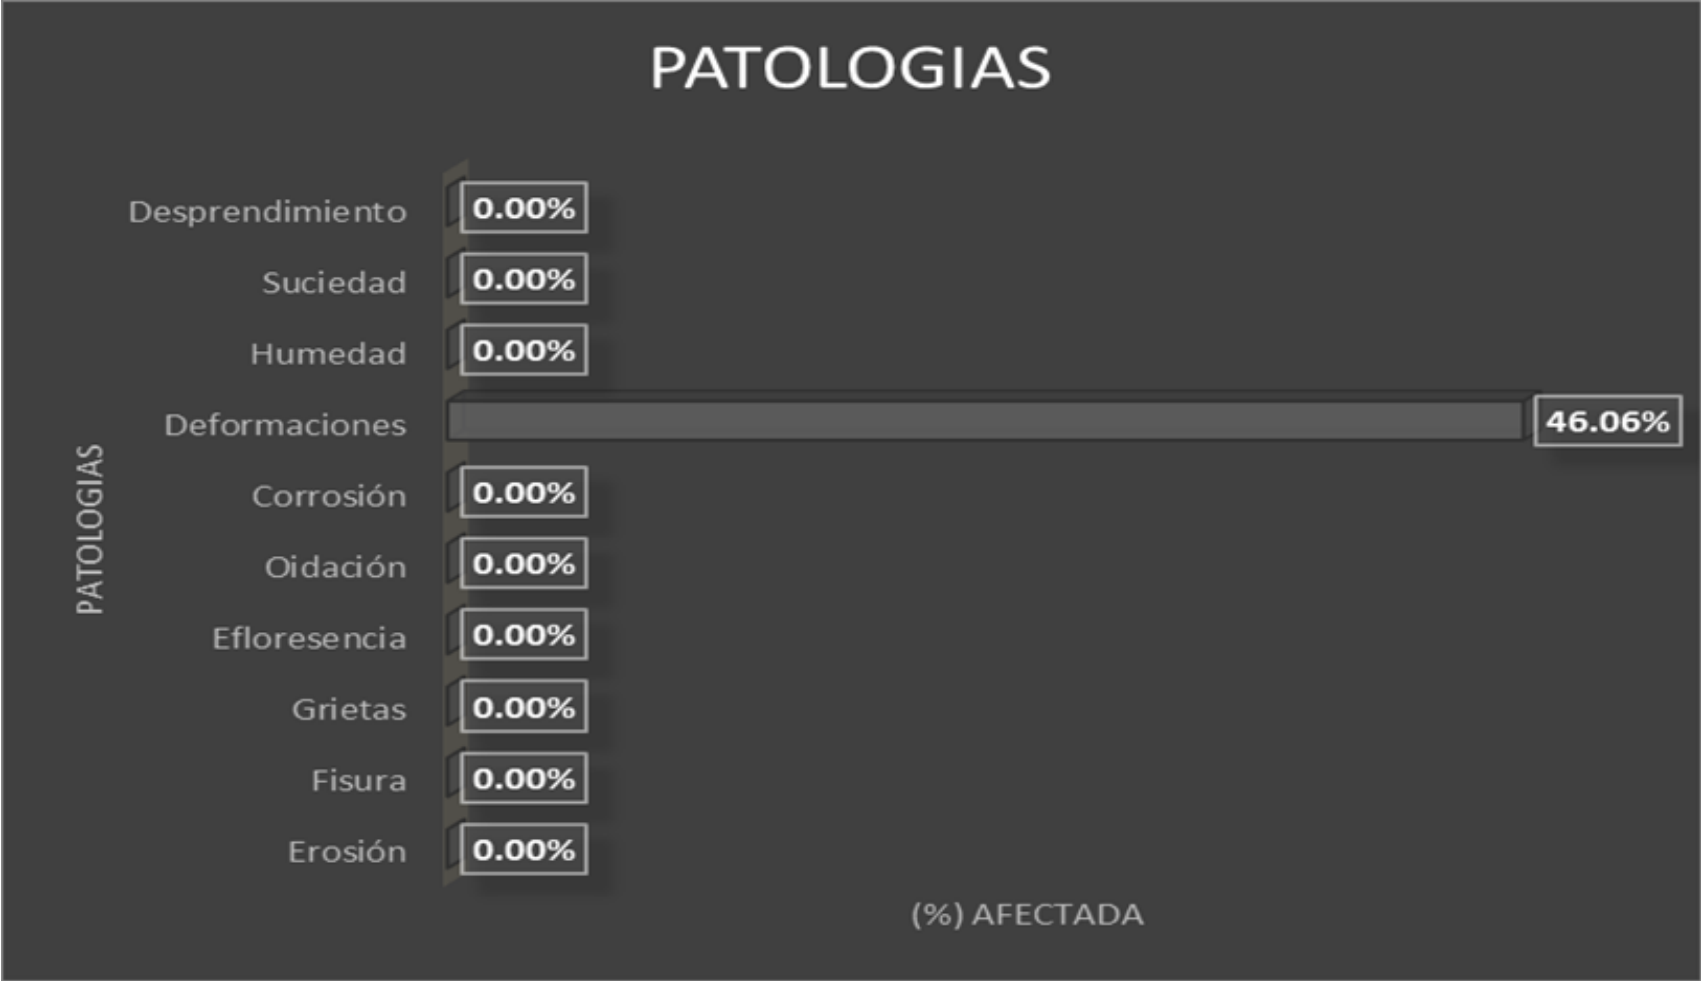 PATOLOGIAS
Desprendimiento 0.00%
Suciedad 0.00%
Humedad 0.00%
Deformaciones 46.06%
Corrosión 0.00%
Oidación 0.00%
Efloresencia 0.00%
Grietas 0.00%
Fisura 0.00%
Erosión 0.00%
PATOLOGIAS
(%) AFECTADA